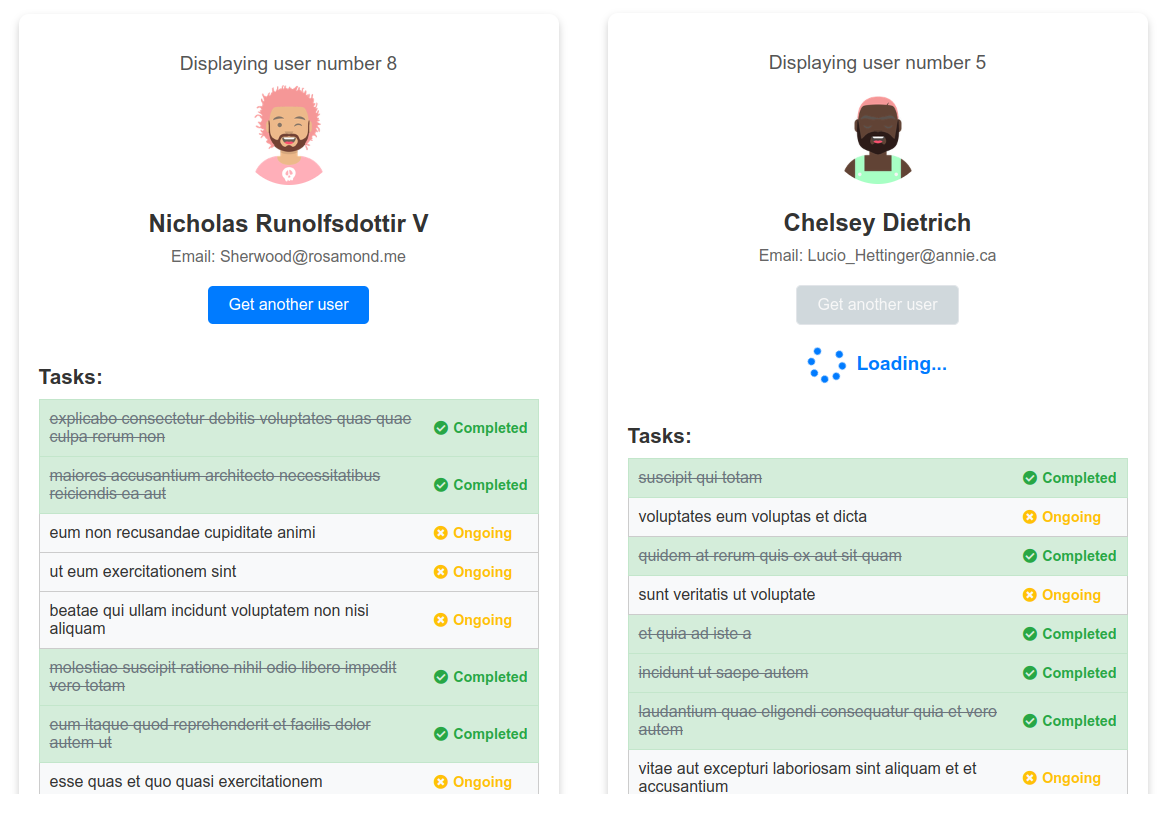 Displaying user number 8
Nicholas Runolfsdottir V
Email: Sherwood@rosamond.me
Get another user
Tasks:
explicabo consectetur debitis voluptates quas quae
culpa rerum non
Completed
maiores accusantium architecto necessitatibus
reiciendis ea aut
Completed
eum non recusandae cupiditate animi
Ongoing
ut eum exercitationem sint
Ongoing
beatae qui ullam incidunt voluptatem non nisi
aliquam
Ongoing
molestiae suscipit ratione nihil odio libero impedit
vero totam
Completed
eum itaque quod reprehenderit et facilis dolor
autem ut
Completed
esse quas et quo quasi exercitationem
Ongoing
Displaying user number 5
Chelsey Dietrich
Email: Lucio_Hettinger@annie.ca
Get another user
Loading...
Tasks:
suscipit qui totam
Completed
voluptates eum voluptas et dicta
Ongoing
quidem at rerum quis ex aut sit quam
Completed
sunt veritatis ut voluptate
Ongoing
et quia ad iste a
Completed
incidunt ut saepe autem
Completed
laudantium quae eligendi consequatur quia et vero
autem
Completed
vitae aut excepturi laboriosam sint aliquam et et
accusantium
Ongoing